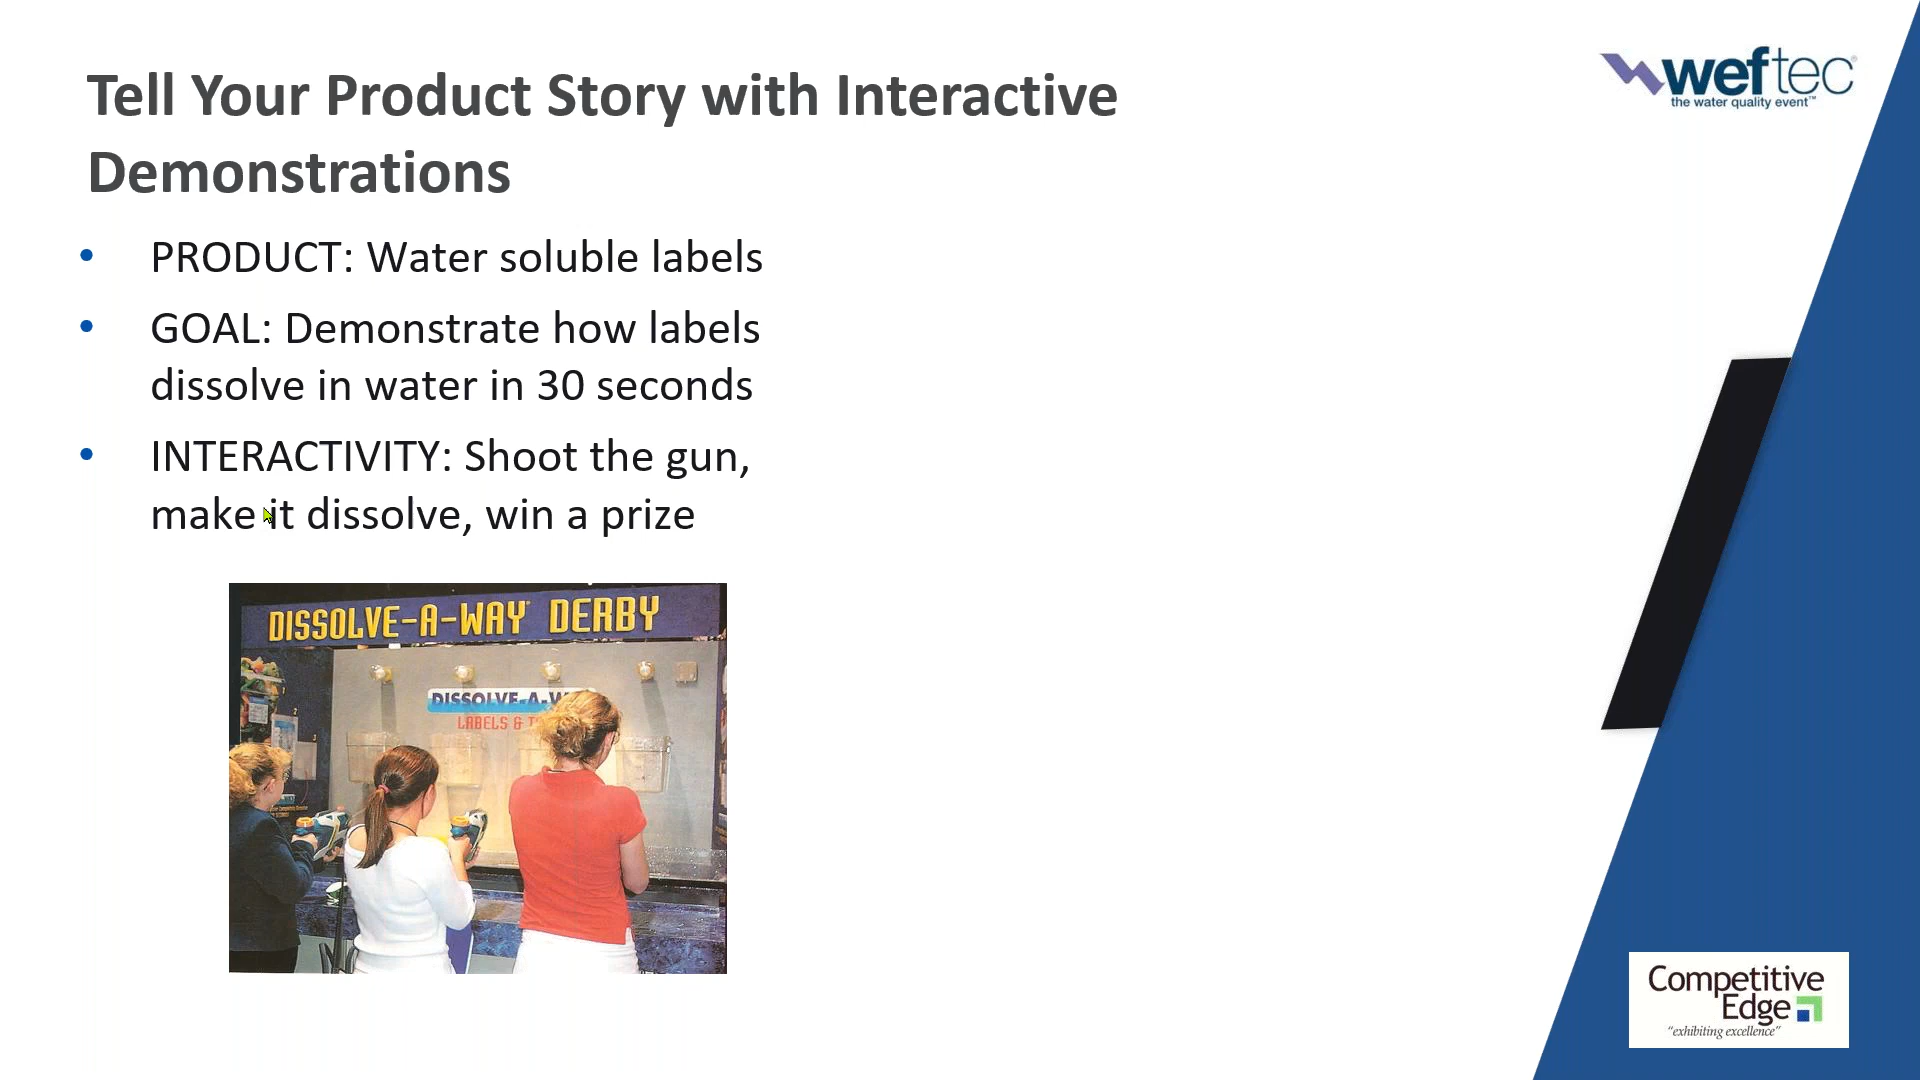 Tell Your Product Story with Interactive
Demonstrations
weftec®
the water quality event™
• PRODUCT: Water soluble labels
• GOAL: Demonstrate how labels
dissolve in water in 30 seconds
• INTERACTIVITY: Shoot the gun,
make it dissolve, win a prize
DISSOLVE-A-WAY DERBY
DISSOLVE-A-W
LABELS & T
Competitive
Edge
"exhibiting excellence"